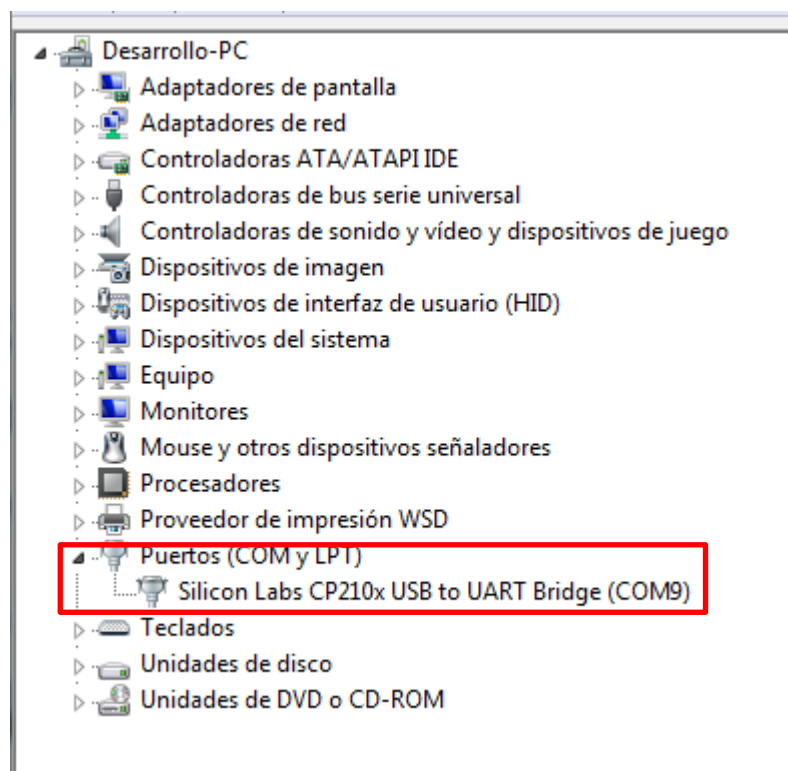 Desarrollo-PC
Adaptadores de pantalla
Adaptadores de red
Controladoras ATA/ATAPI IDE
Controladoras de bus serie universal
Controladoras de sonido y vídeo y dispositivos de juego
Dispositivos de imagen
Dispositivos de interfaz de usuario (HID)
Dispositivos del sistema
Equipo
Monitores
Mouse y otros dispositivos señaladores
Procesadores
Proveedor de impresión WSD
Puertos (COM y LPT)
Silicon Labs CP210x USB to UART Bridge (COM9)
Teclados
Unidades de disco
Unidades de DVD o CD-ROM